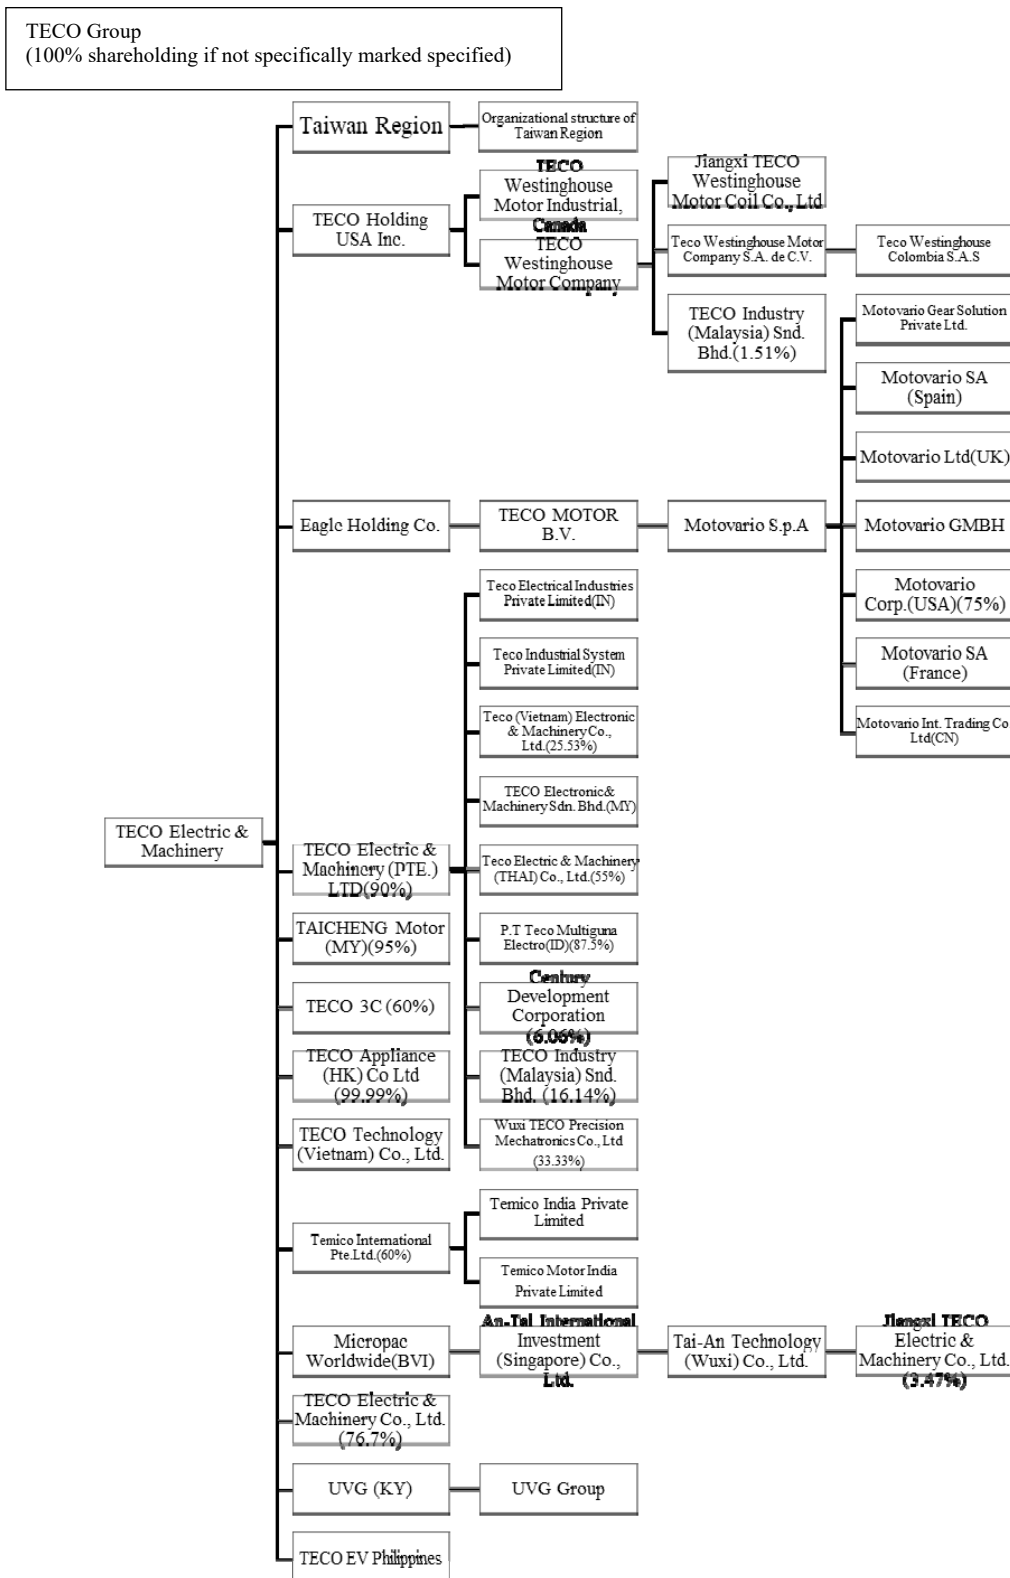 TECO Group
(100% shareholding if not specifically marked specified)
Taiwan Region
Organizational structure of
Taiwan Region
TECO Holding
USA Inc.
TECO
Westinghouse
Motor Industrial,
Canada
TECO
Westinghouse
Motor Company
Jiangxi TECO
Westinghouse
Motor Coil Co., Ltd
Teco Westinghouse Motor
Company S.A. de C.V.
Teco Westinghouse
Colombia S.A.S
TECO Industry
(Malaysia) Snd.
Bhd.(1.51%)
Eagle Holding Co.
TECO MOTOR
B.V.
Motovario S.p.A
Motovario Gear Solution
Private Ltd.
Motovario SA
(Spain)
Motovario Ltd(UK)
Motovario GMBH
Motovario
Corp.(USA)(75%)
Motovario SA
(France)
Motovario Int. Trading Co.
Ltd(CN)
TECO Electric &
Machinery
TECO Electric &
Machinery (PTE.)
LTD(90%)
Teco Electrical Industries
Private Limited(IN)
Teco Industrial System
Private Limited(IN)
Teco (Vietnam) Electronic
& Machinery Co.,
Ltd.(25.53%)
TECO Electronic&
Machinery Sdn. Bhd.(MY)
Teco Electric & Machinery
(THAI) Co., Ltd.(55%)
P.T Teco Multiguna
Electro(ID)(87.5%)
Century
Development
Corporation
(6.06%)
TECO Industry
(Malaysia) Snd.
Bhd. (16.14%)
Wuxi TECO Precision
Mechatronics Co., Ltd
(33.33%)
TAICHENG Motor
(MY)(95%)
TECO 3C (60%)
TECO Appliance
(HK) Co Ltd
(99.99%)
TECO Technology
(Vietnam) Co., Ltd.
Temico International
Pte.Ltd.(60%)
Temico India Private
Limited
Temico Motor India
Private Limited
Micropac
Worldwide(BVI)
An-Tai International
Investment
(Singapore) Co.,
Ltd.
Tai-An Technology
(Wuxi) Co., Ltd.
Jiangxi TECO
Electric &
Machinery Co., Ltd.
(3.47%)
TECO Electric &
Machinery Co., Ltd.
(76.7%)
UVG (KY)
UVG Group
TECO EV Philippines